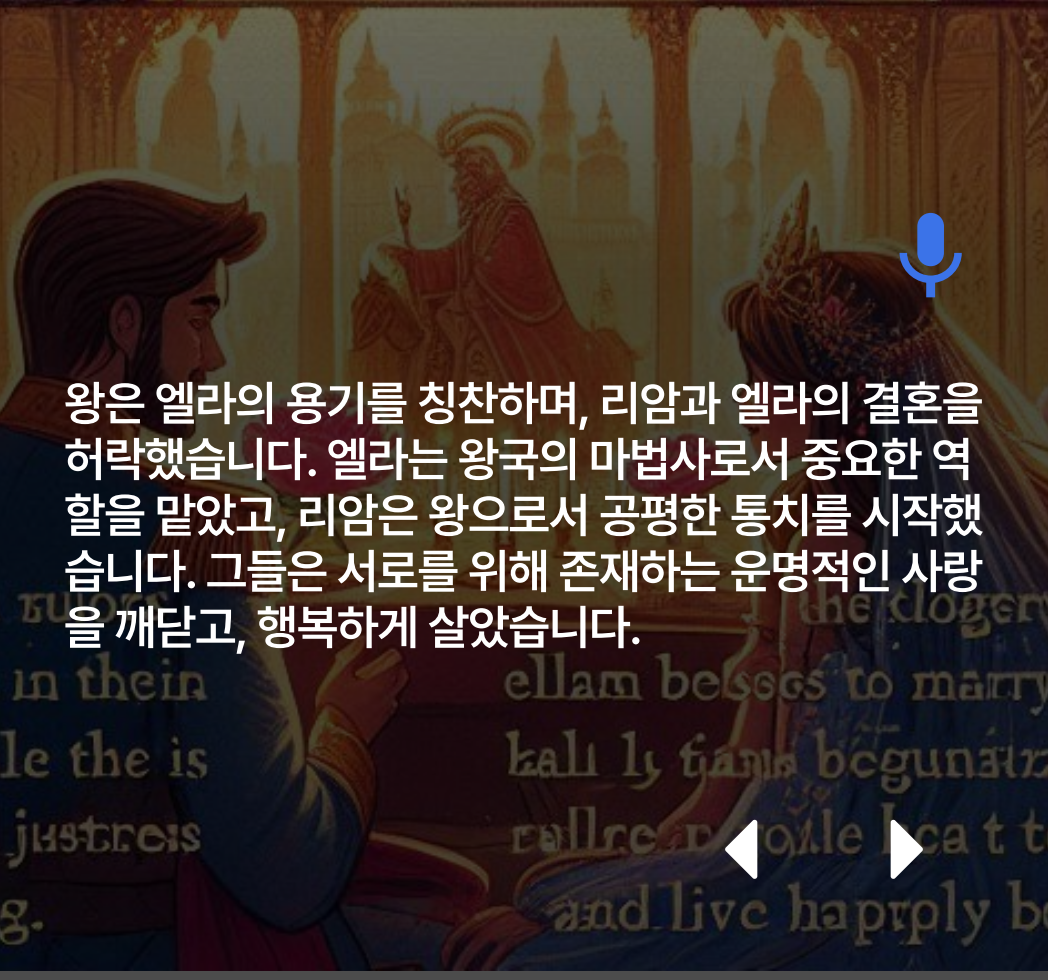 왕은 엘라의 용기를 칭찬하며, 리암과 엘라의 결혼을
허락했습니다. 엘라는 왕국의 마법사로서 중요한 역
할을 맡았고, 리암은 왕으로서 공평한 통치를 시작했
습니다. 그들은 서로를 위해 존재하는 운명적인 사랑
을 깨닫고, 행복하게 살았습니다.
the
in thein
ellam
to
le the is
and live